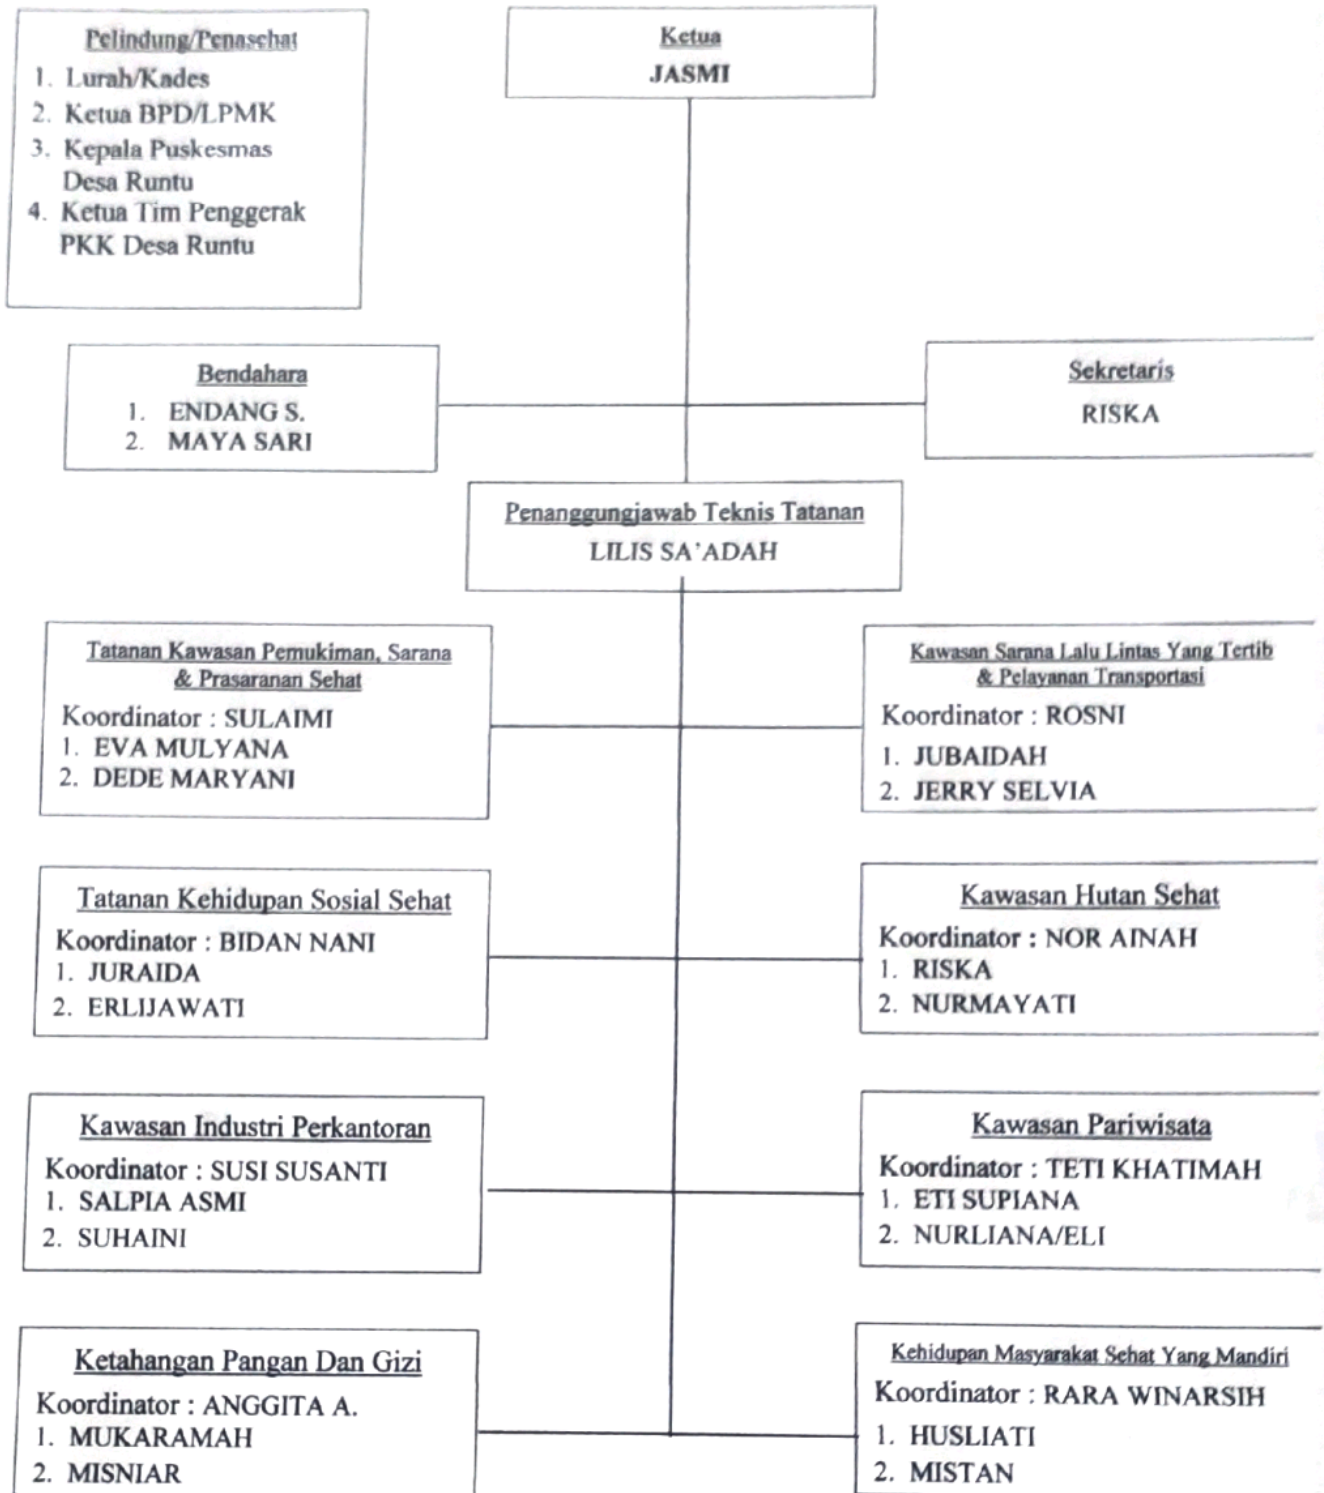 Pelindung/Penasehat
1. Lurah/Kades
2. Ketua BPD/LPMK
3. Kepala Puskesmas
Desa Runtu
4. Ketua Tim Penggerak
PKK Desa Runtu
Ketua
JASMI
Bendahara
1. ENDANG S.
2. MAYA SARI
Sekretaris
RISKA
Penanggungjawab Teknis Tatanan
LILIS SA'ADAH
Tatanan Kawasan Pemukiman, Sarana
& Prasaranan Sehat
Koordinator : SULAIMI
1. EVA MULYANA
2. DEDE MARYANI
Kawasan Sarana Lalu Lintas Yang Tertib
& Pelayanan Transportasi
Koordinator : ROSNI
1. JUBAIDAH
2. JERRY SELVIA
Tatanan Kehidupan Sosial Sehat
Koordinator : BIDAN NANI
1. JURAIDA
2. ERLIJAWATI
Kawasan Hutan Sehat
Koordinator : NOR AINAH
1. RISKA
2. NURMAYATI
Kawasan Industri Perkantoran
Koordinator : SUSI SUSANTI
1. SALPIA ASMI
2. SUHAINI
Kawasan Pariwisata
Koordinator : TETI KHATIMAH
1. ETI SUPIANA
2. NURLIANA/ELI
Ketahangan Pangan Dan Gizi
Koordinator : ANGGITA A.
1. MUKARAMAH
2. MISNIAR
Kehidupan Masyarakat Sehat Yang Mandiri
Koordinator : RARA WINARSIH
1. HUSLIATI
2. MISTAN